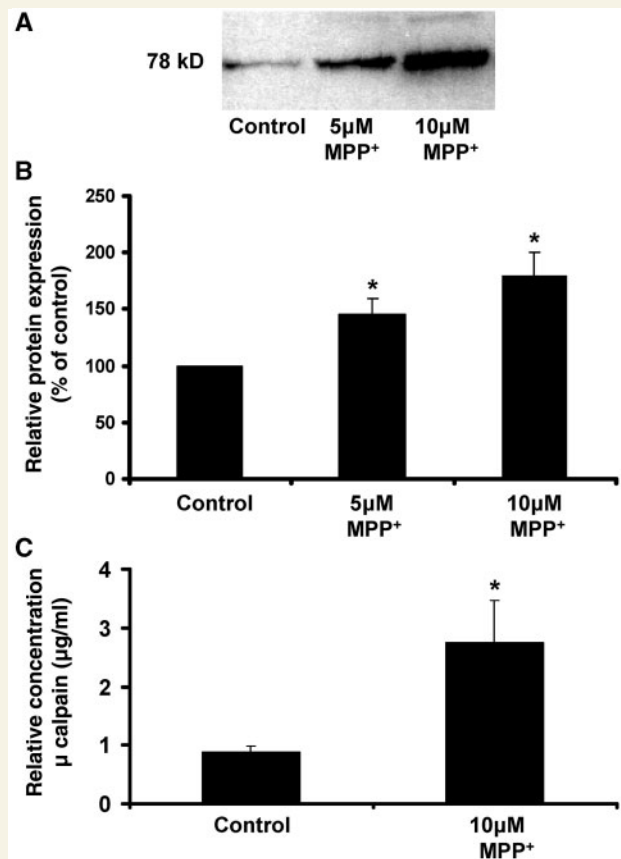 A
78 kD
Control 5µM 10µM
MPP⁺ MPP⁺
B
Relative protein expression
(% of control)
250
200
150
100
50
0
* *
Control 5µM 10µM
MPP⁺ MPP⁺
C
Relative concentration
µ calpain (µg/ml)
4
3
2
1
0
*
Control 10µM
MPP⁺